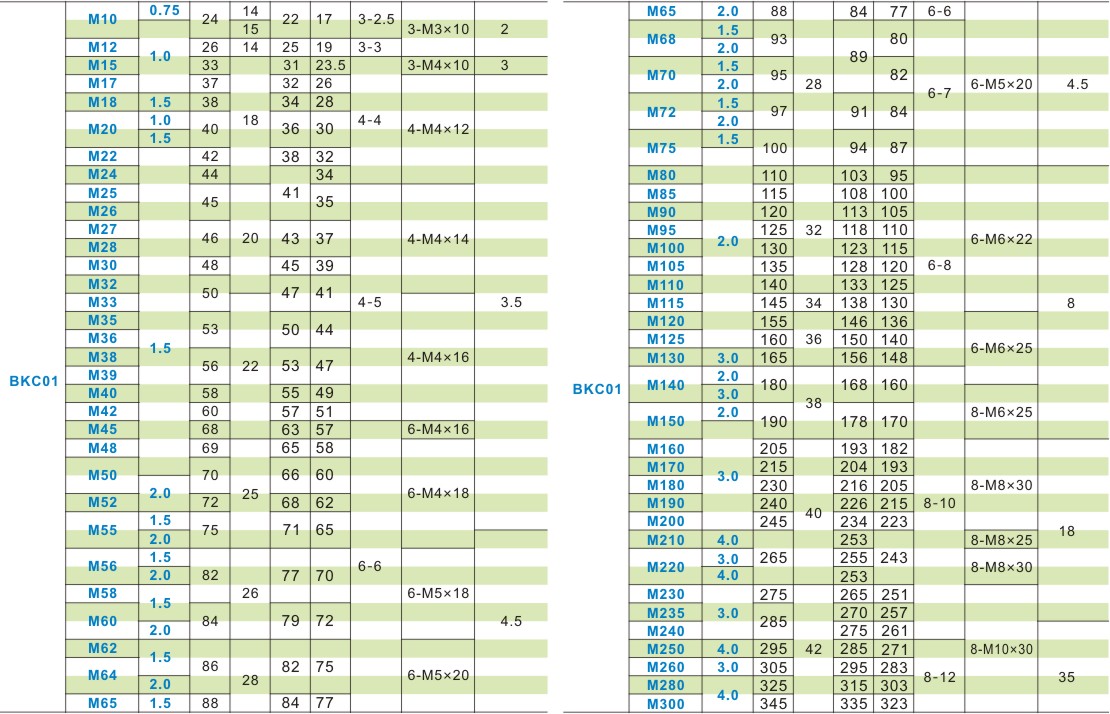 0.75 14
M10 24 22 17 3-2.5
15 3-M3×10 2
M12 26 14 25 19 3-3
1.0
M15 33 31 23.5 3-M4×10 3
M17 37 32 26
M18 1.5 38 34 28
1.0 18 4-4
M20 40 36 30 4-M4×12
1.5
M22 42 38 32
M24 44 34
M25 41
45 35
M26
M27
46 20 43 37 4-M4×14
M28
M30 48 45 39
M32
50 47 41
M33 4-5 3.5
M35
53 50 44
M36
1.5
M38 4-M4×16
56 22 53 47
M39
BKC01
M40 58 55 49
M42 60 57 51
M45 68 63 57 6-M4×16
M48 69 65 58
M50 70 66 60
2.0 25 6-M4×18
M52 72 68 62
1.5
M55 75 71 65
2.0
1.5
M56 6-6
2.0 82 77 70
M58 26 6-M5×18
1.5
M60 84 79 72 4.5
2.0
M62
1.5
86 82 75
M64 6-M5×20
2.0 28
M65 1.5 88 84 77
M65 2.0 88 84 77 6-6
1.5
M68 93 80
2.0
89
1.5
M70 95 82
2.0 28 6-M5×20 4.5
6-7
1.5
M72 97 91 84
2.0
1.5
M75 100 94 87
M80 110 103 95
M85 115 108 100
M90 120 113 105
M95 125 32 118 110
2.0 6-M6×22
M100 130 123 115
M105 135 128 120 6-8
M110 140 133 125
M115 145 34 138 130 8
M120 155 146 136
M125 160 36 150 140
6-M6×25
M130 3.0 165 156 148
2.0
M140 180 168 160
BKC01
3.0
38
2.0 8-M6×25
M150 190 178 170
M160 205 193 182
M170 215 204 193
3.0
M180 230 216 205 8-M8×30
M190 240 226 215 8-10
40
M200 245 234 223
18
M210 4.0 253 8-M8×25
3.0 265 255 243
M220 8-M8×30
4.0 253
M230 275 265 251
M235 3.0 270 257
285
M240 275 261
M250 4.0 295 42 285 271 8-M10×30
M260 3.0 305 295 283
8-12 35
M280 325 315 303
4.0
M300 345 335 323